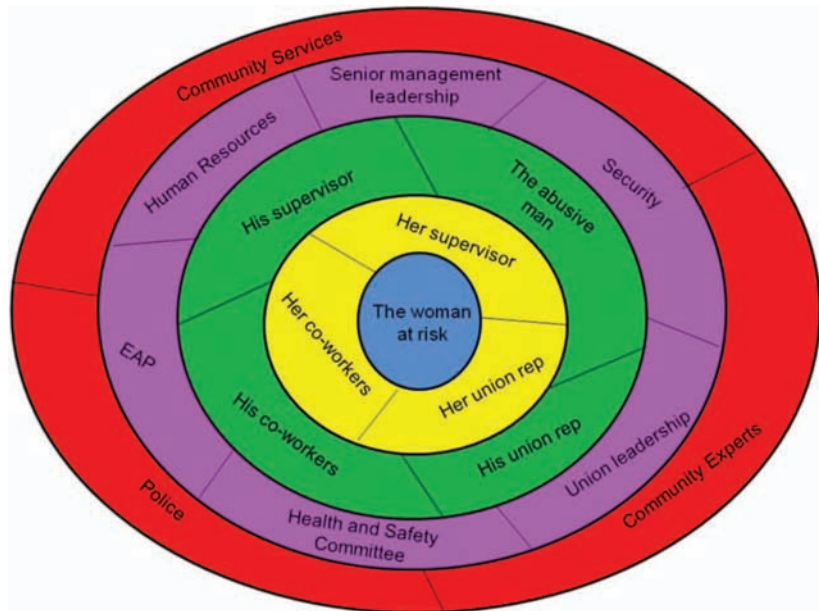 Community Services
Senior management
leadership
Human Resources
Security
His supervisor
The abusive
man
Her supervisor
The woman
at risk
Her co-workers
Her union rep
EAP
His co-workers
His union rep
Union leadership
Health and Safety
Committee
Police
Community Experts